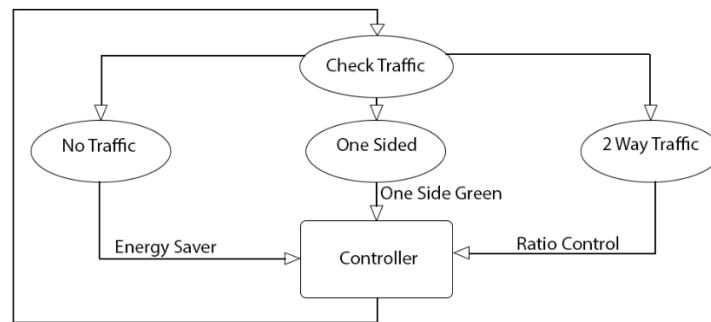 Check Traffic
No Traffic
One Sided
2 Way Traffic
One Side Green
Energy Saver
Controller
Ratio Control